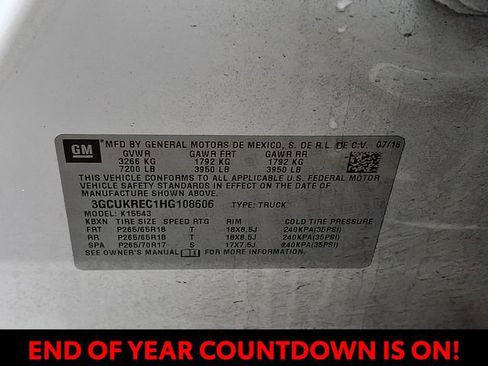 GM
MFD BY GENERAL MOTORS DE MEXICO, S. DE R.L. DE C.V. 07/16
GVWR GAWR FRT GAWR RR
3266 KG 1792 KG 1792 KG
7200 LB 3950 LB 3950 LB
THIS VEHICLE CONFORMS TO ALL APPLICABLE U.S. FEDERAL MOTOR
VEHICLE SAFETY STANDARDS IN EFFECT ON THE DATE OF
MANUFACTURE SHOWN ABOVE.
3GCUKREC1HG108606 TYPE: TRUCK
MODEL: K15543
KBXN TIRE SIZE SPEED RTG RIM COLD TIRE PRESSURE
FRT P265/65R18 T 18X8.5J 240KPA(35PSI)
RR P265/65R18 T 18X8.5J 240KPA(35PSI)
SPA P265/70R17 S 17X7.5J 240KPA(35PSI)
SEE OWNER'S MANUAL FOR MORE INFORMATION.
END OF YEAR COUNTDOWN IS ON!